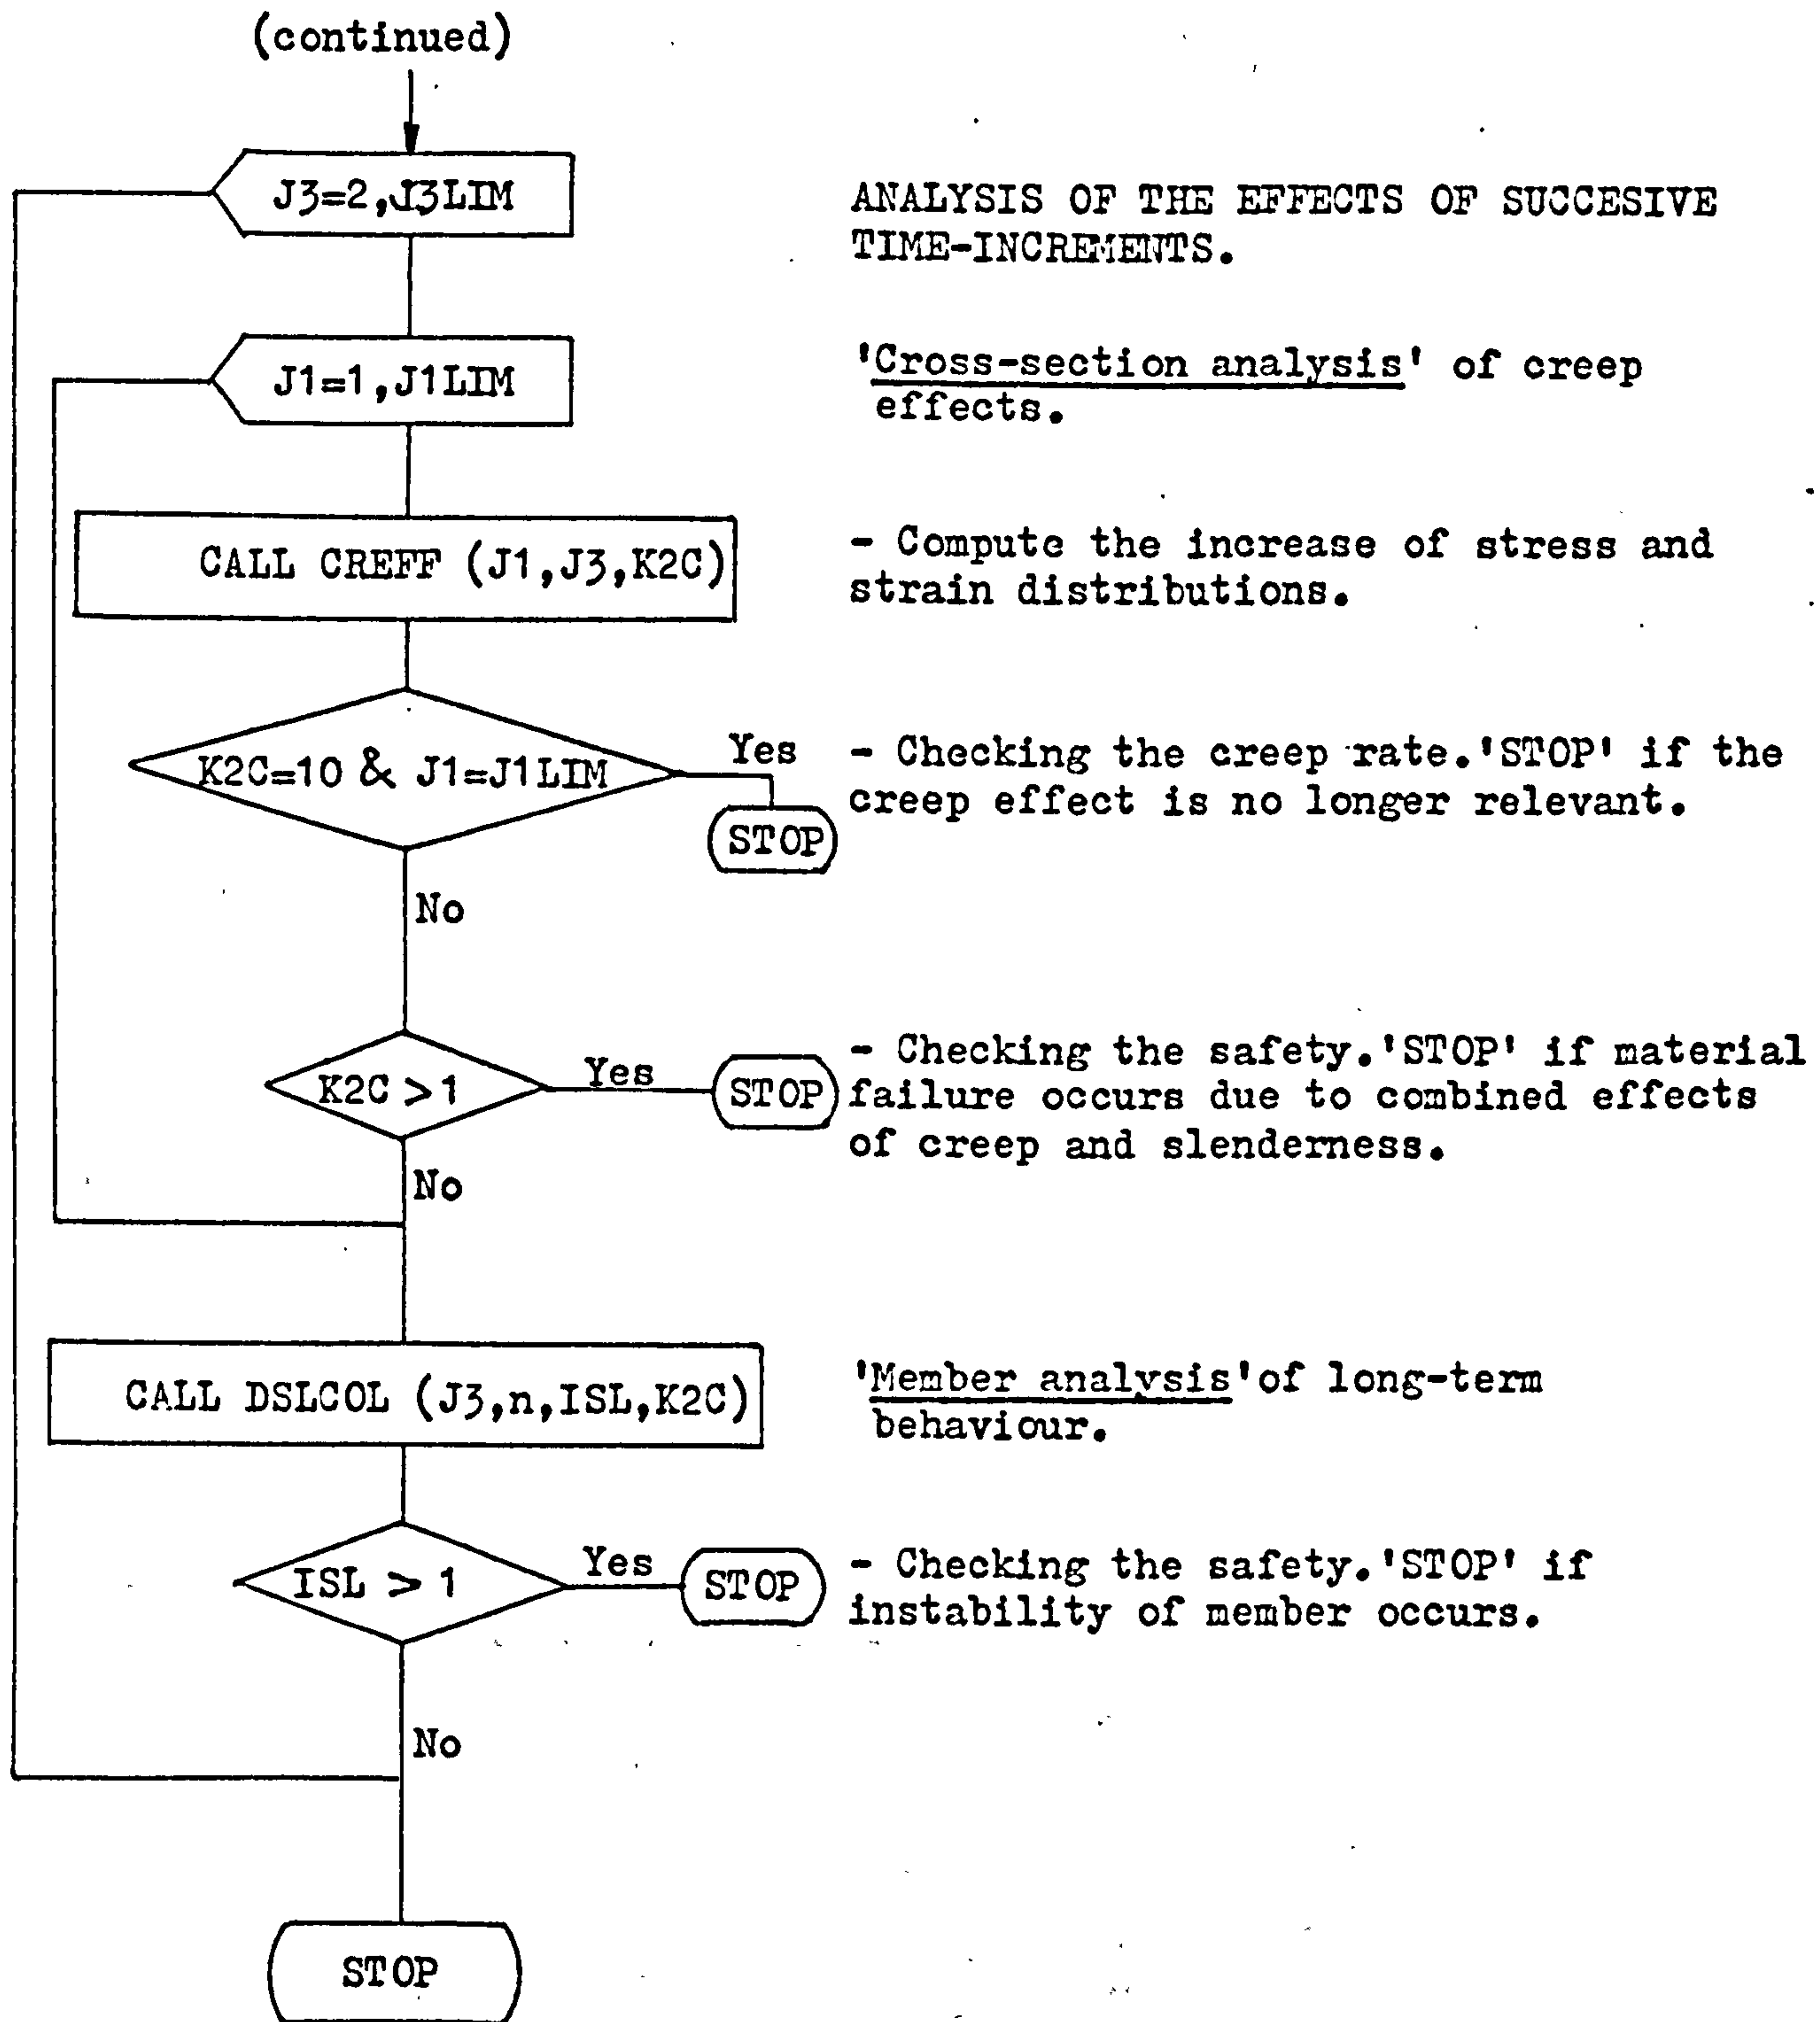 (continued)
J3=2,J3LIM
ANALYSIS OF THE EFFECTS OF SUCCESIVE
TIME-INCREMENTS.
J1=1,J1LIM
'Cross-section analysis' of creep
effects.
CALL CREFF (J1,J3,K2C)
- Compute the increase of stress and
strain distributions.
K2C=10 & J1=J1LIM
Yes
STOP
- Checking the creep rate.'STOP' if the
creep effect is no longer relevant.
No
K2C >1
Yes
STOP
- Checking the safety.'STOP' if material
failure occurs due to combined effects
of creep and slenderness.
No
CALL DSLCOL (J3,n,ISL,K2C)
'Member analysis'of long-term
behaviour.
ISL > 1
Yes
STOP
- Checking the safety.'STOP' if
instability of member occurs.
No
STOP